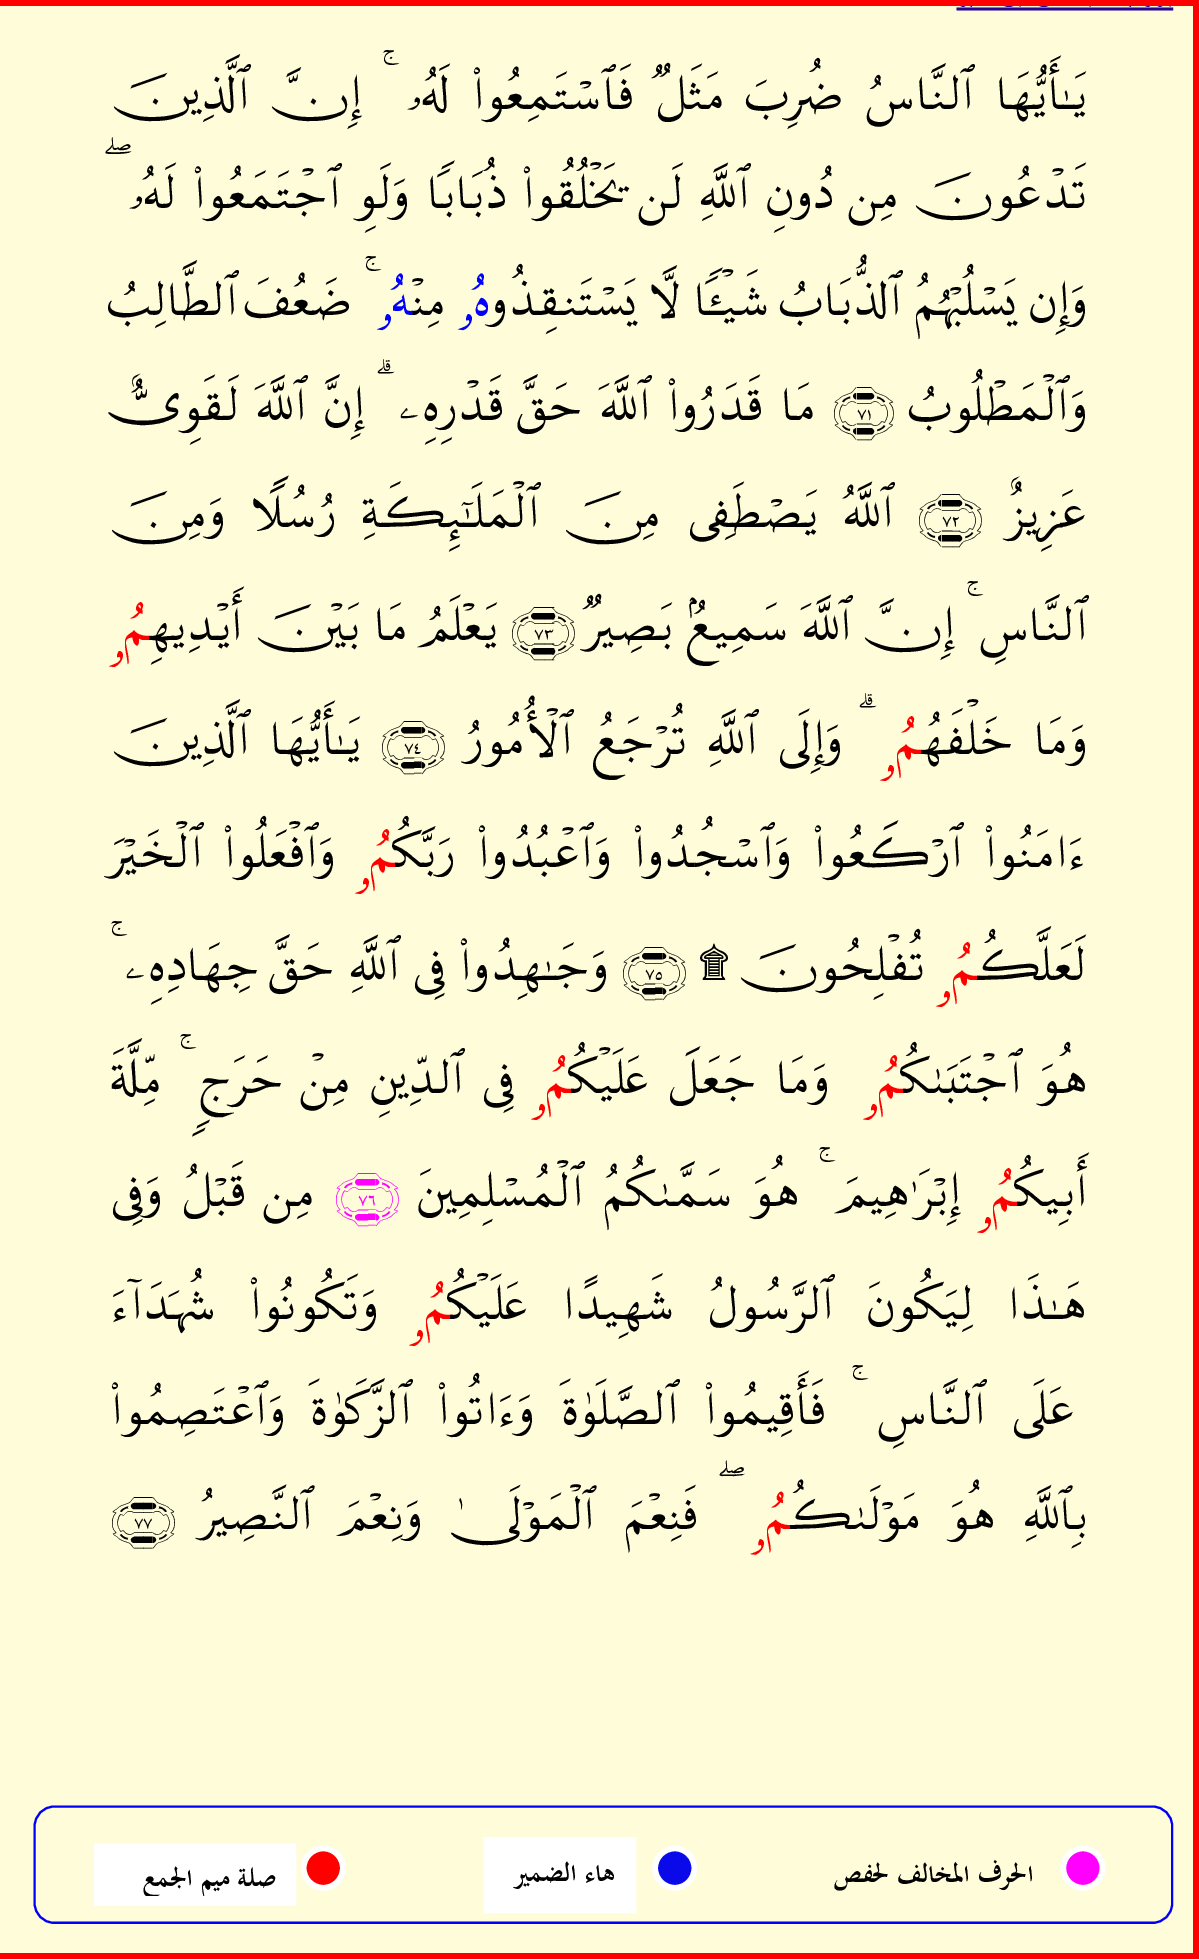 يَـٰٓأَيُّهَا ٱلنَّاسُ ضُرِبَ مَثَلٞ فَٱسۡتَمِعُواْ لَهُۥ ۚ إِنَّ ٱلَّذِينَ
تَدۡعُونَ مِن دُونِ ٱللَّهِ لَن يَخۡلُقُواْ ذُبَابٗا وَلَوِ ٱجۡتَمَعُواْ لَهُۥ ۖ
وَإِن يَسۡلُبۡهُمُ ٱلذُّبَابُ شَيۡـٔٗا لَّا يَسۡتَنقِذُوهُۥ مِنۡهُۥ ۚ ضَعُفَ ٱلطَّالِبُ
وَٱلۡمَطۡلُوبُ ٧١ مَا قَدَرُواْ ٱللَّهَ حَقَّ قَدۡرِهِۦ ۗ إِنَّ ٱللَّهَ لَقَوِىٌّ
عَزِيزٌ ٧٢ ٱللَّهُ يَصۡطَفِى مِنَ ٱلۡمَلَـٰٓئِكَةِ رُسُلٗا وَمِنَ
ٱلنَّاسِ ۚ إِنَّ ٱللَّهَ سَمِيعُۢ بَصِيرٞ ٧٣ يَعۡلَمُ مَا بَيۡنَ أَيۡدِيهِمُۥ
وَمَا خَلۡفَهُمُۥ ۗ وَإِلَى ٱللَّهِ تُرۡجَعُ ٱلۡأُمُورُ ٧٤ يَـٰٓأَيُّهَا ٱلَّذِينَ
ءَامَنُواْ ٱرۡكَعُواْ وَٱسۡجُدُواْ وَٱعۡبُدُواْ رَبَّكُمُۥ وَٱفۡعَلُواْ ٱلۡخَيۡرَ
لَعَلَّكُمُۥ تُفۡلِحُونَ ۩ ٧٥ وَجَـٰهِدُواْ فِى ٱللَّهِ حَقَّ جِهَادِهِۦ ۚ
هُوَ ٱجۡتَبَىٰكُمُۥ وَمَا جَعَلَ عَلَيۡكُمُۥ فِى ٱلدِّينِ مِنۡ حَرَجٖ ۚ مِّلَّةَ
أَبِيكُمُۥ إِبۡرَٰهِيمَ ۚ هُوَ سَمَّىٰكُمُ ٱلۡمُسۡلِمِينَ ٧٦ مِن قَبۡلُ وَفِى
هَـٰذَا لِيَكُونَ ٱلرَّسُولُ شَهِيدًا عَلَيۡكُمُۥ وَتَكُونُواْ شُهَدَآءَ
عَلَى ٱلنَّاسِ ۚ فَأَقِيمُواْ ٱلصَّلَوٰةَ وَءَاتُواْ ٱلزَّكَوٰةَ وَٱعۡتَصِمُواْ
بِٱللَّهِ هُوَ مَوۡلَىٰكُمُۥ ۖ فَنِعۡمَ ٱلۡمَوۡلَىٰ وَنِعۡمَ ٱلنَّصِيرُ ٧٧
الحرف المخالف لحفص
هاء الضمير
صلة ميم الجمع